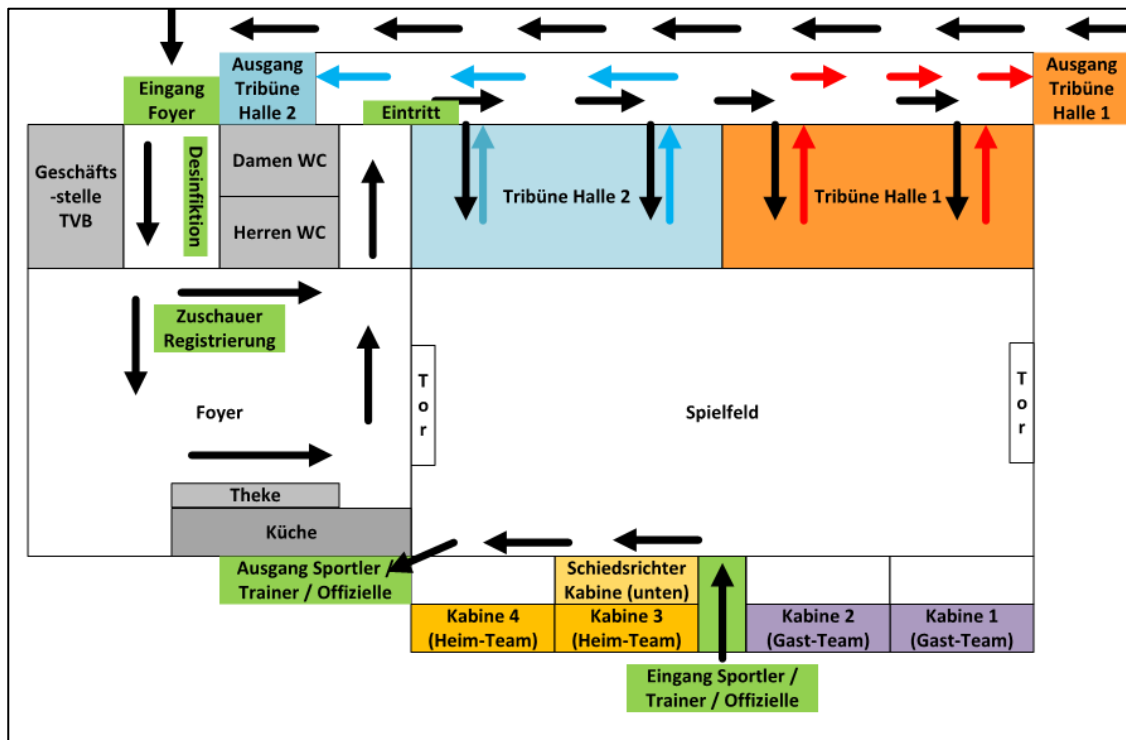 Eingang
Foyer
Ausgang
Tribüne
Halle 2
Eintritt
Ausgang
Tribüne
Halle 1
Geschäfts
-stelle
TVB
Desinfiktion
Damen WC
Herren WC
Tribüne Halle 2
Tribüne Halle 1
Zuschauer
Registrierung
Foyer
Tor
Spielfeld
Tor
Theke
Küche
Ausgang Sportler /
Trainer / Offizielle
Schiedsrichter
Kabine (unten)
Kabine 4
(Heim-Team)
Kabine 3
(Heim-Team)
Kabine 2
(Gast-Team)
Kabine 1
(Gast-Team)
Eingang Sportler /
Trainer / Offizielle